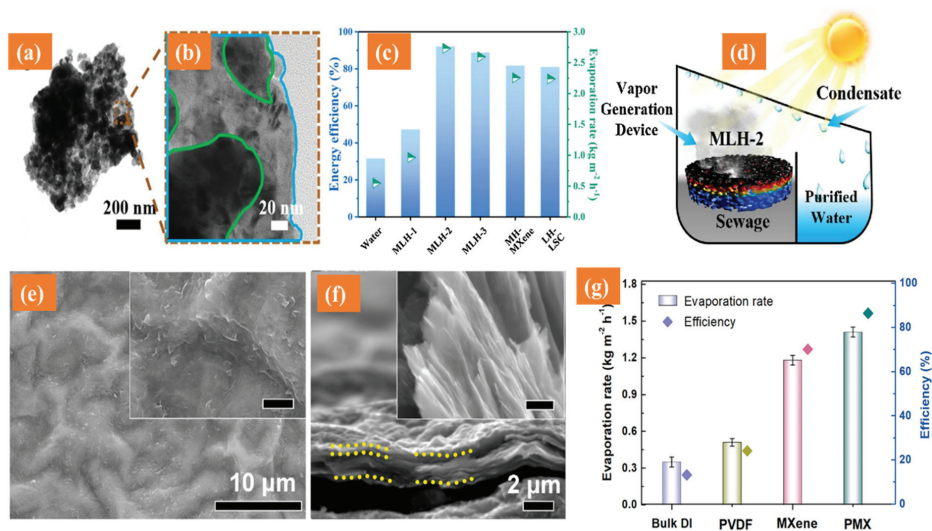 (a)
200 nm
(b)
20 nm
(c)
Energy efficiency (%)
100
80
60
40
20
0
Evaporation rate (kg m⁻² h⁻¹)
3.0
2.5
2.0
1.5
1.0
0.5
0.0
Water
MLH-1
MLH-2
MLH-3
MH-
MXene
LH-
LSC
(d)
Vapor
Generation
Device
Condensate
MLH-2
Sewage
Purified
Water
(e)
10 µm
(f)
2 µm
(g)
Evaporation rate (kg m⁻² h⁻¹)
1.8
1.5
1.2
0.9
0.6
0.3
0.0
Evaporation rate
Efficiency
100
80
60
40
20
0
Efficiency (%)
Bulk DI
PVDF
MXene
PMX